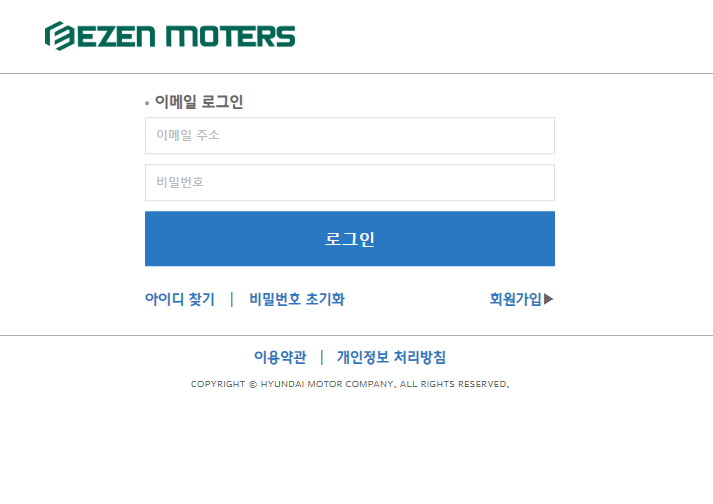 EZEN MOTERS
이메일 로그인
이메일 주소
비밀번호
로그인
아이디 찾기 | 비밀번호 초기화 회원가입▶
이용약관 | 개인정보 처리방침
COPYRIGHT © HYUNDAI MOTOR COMPANY. ALL RIGHTS RESERVED.